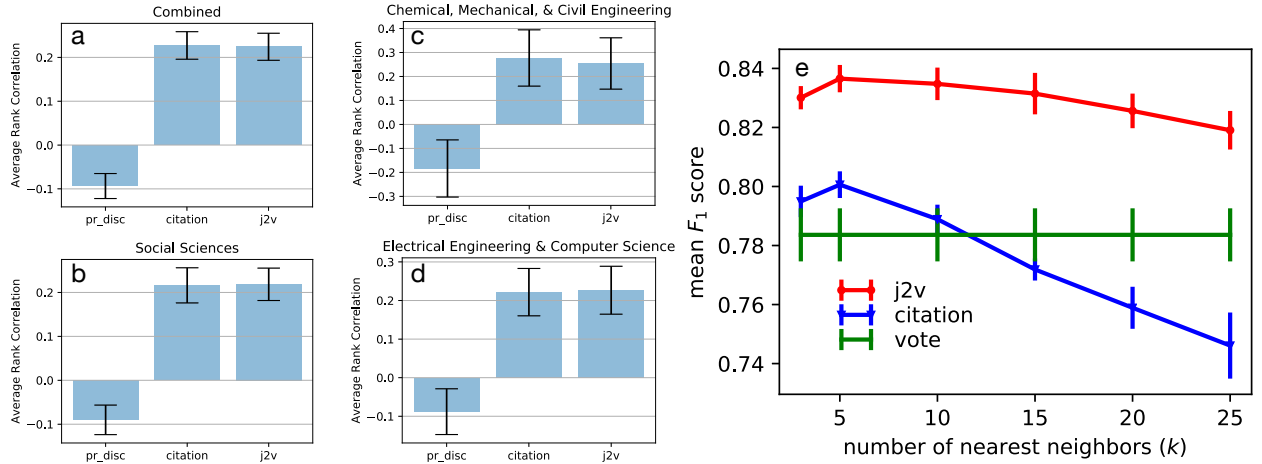 Combined
a
Average Rank Correlation
0.2
0.1
0.0
−0.1
pr_disc citation j2v
Social Sciences
b
Average Rank Correlation
0.2
0.1
0.0
−0.1
pr_disc citation j2v
Chemical, Mechanical, & Civil Engineering
c
Average Rank Correlation
0.4
0.3
0.2
0.1
0.0
−0.1
−0.2
−0.3
pr_disc citation j2v
Electrical Engineering & Computer Science
d
Average Rank Correlation
0.3
0.2
0.1
0.0
−0.1
pr_disc citation j2v
e
mean F₁ score
0.84
0.82
0.80
0.78
0.76
0.74
j2v
citation
vote
5 10 15 20 25
number of nearest neighbors (k)